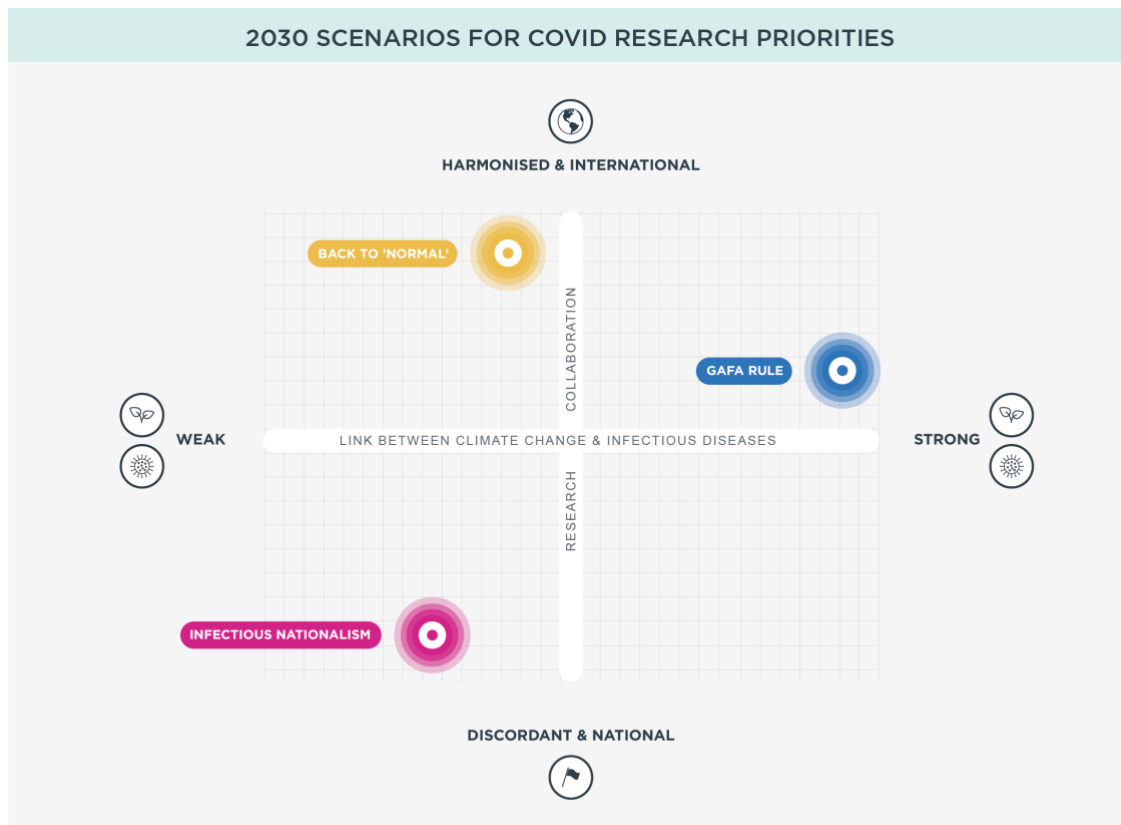 2030 SCENARIOS FOR COVID RESEARCH PRIORITIES
HARMONISED & INTERNATIONAL
BACK TO 'NORMAL'
COLLABORATION
GAFA RULE
WEAK
LINK BETWEEN CLIMATE CHANGE & INFECTIOUS DISEASES
STRONG
RESEARCH
INFECTIOUS NATIONALISM
DISCORDANT & NATIONAL